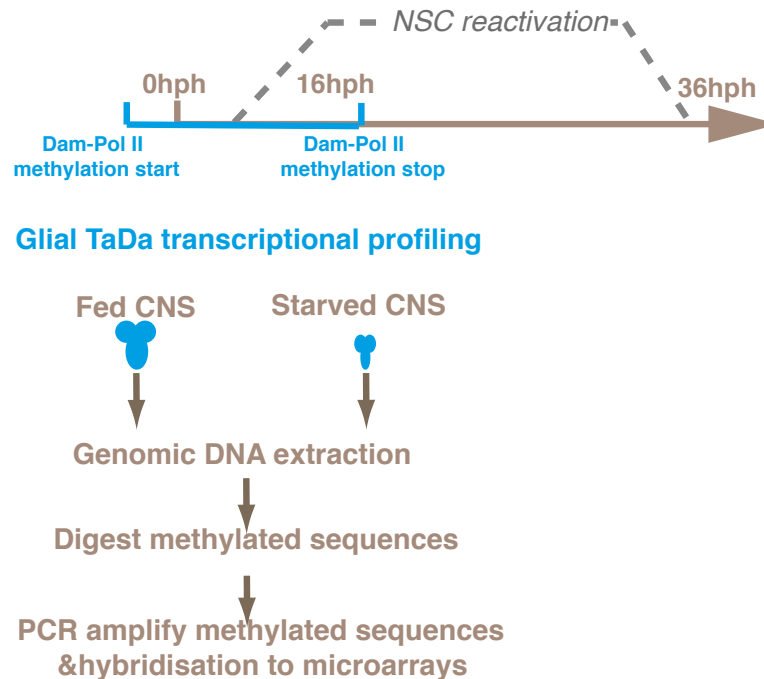 NSC reactivation
0hph 16hph 36hph
Dam-Pol II Dam-Pol II
methylation start methylation stop
Glial TaDa transcriptional profiling
Fed CNS Starved CNS
Genomic DNA extraction
Digest methylated sequences
PCR amplify methylated sequences
&hybridisation to microarrays